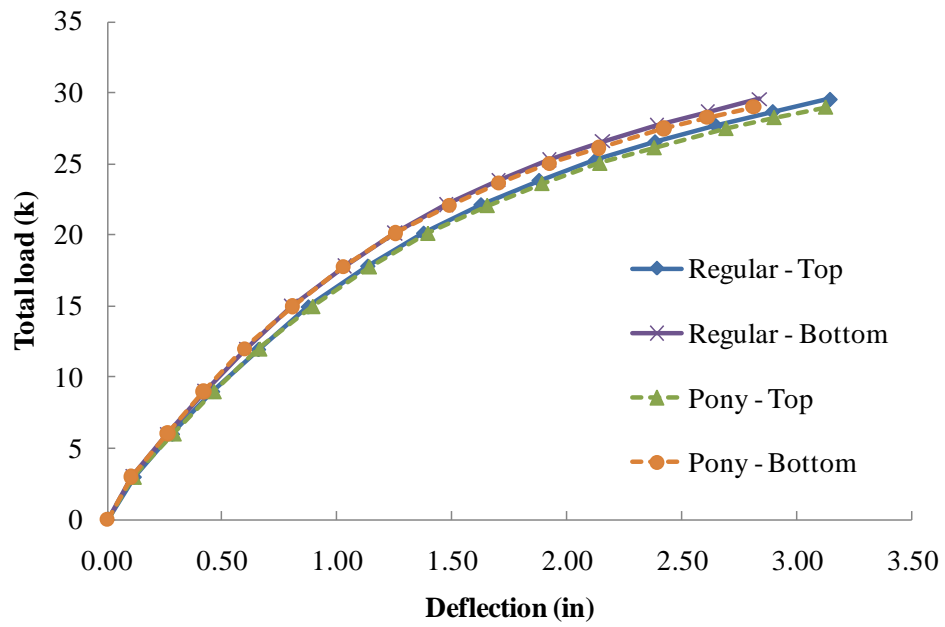 35
30
25
20
15
10
5
0
Total load (k)
Regular - Top
Regular - Bottom
Pony - Top
Pony - Bottom
0.00 0.50 1.00 1.50 2.00 2.50 3.00 3.50
Deflection (in)